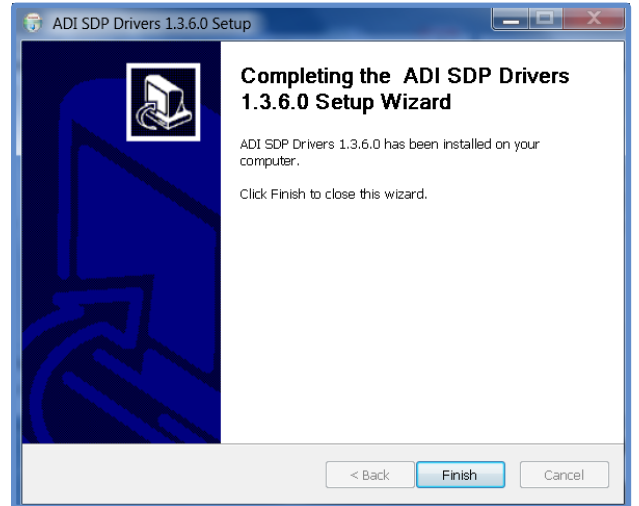 ADI SDP Drivers 1.3.6.0 Setup
Completing the ADI SDP Drivers
1.3.6.0 Setup Wizard
ADI SDP Drivers 1.3.6.0 has been installed on your
computer.
Click Finish to close this wizard.
< Back Finish Cancel